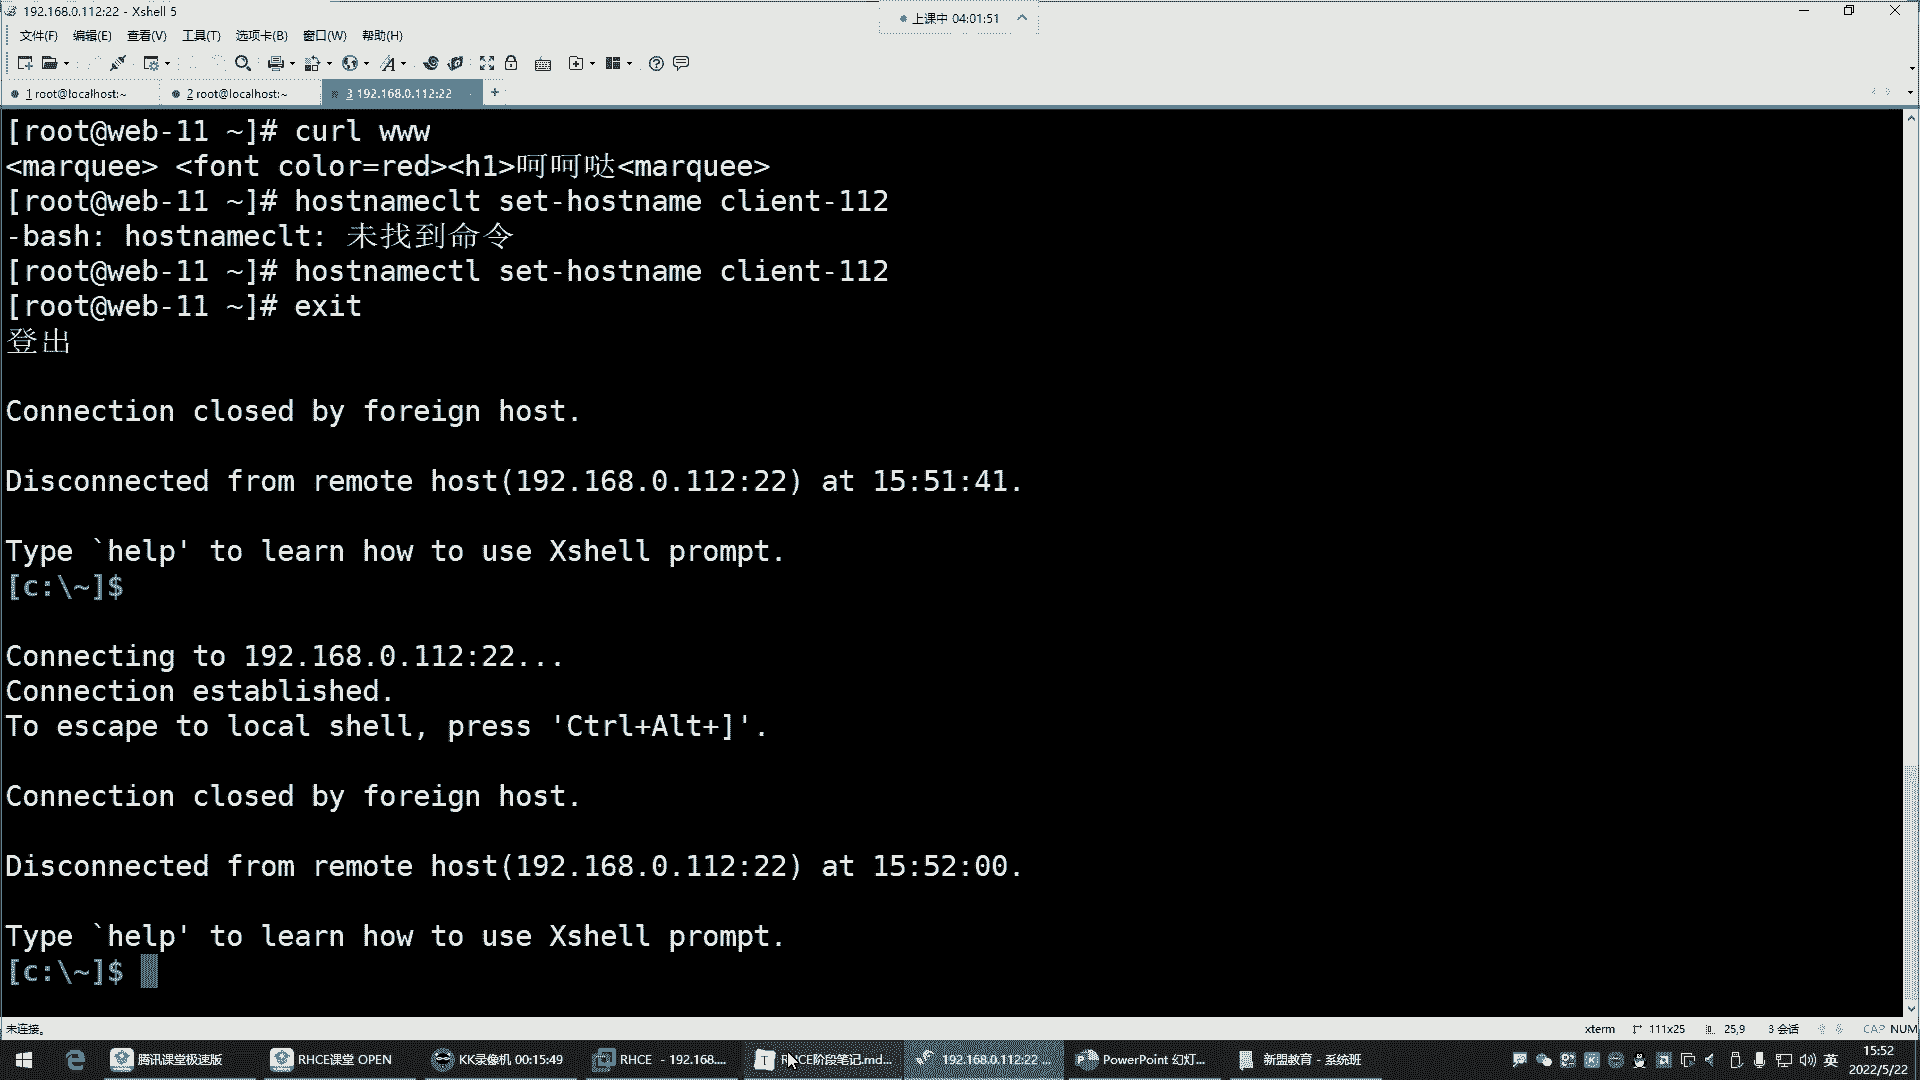 192.168.0.112:22 - Xshell 5
上课中 04:01:51
文件(F) 编辑(E) 查看(V) 工具(T) 选项卡(B) 窗口(W) 帮助(H)
1 root@localhost:~ 2 root@localhost:~ 3 192.168.0.112:22 +
[root@web-11 ~]# curl www
<marquee> <font color=red><h1>呵呵哒<marquee>
[root@web-11 ~]# hostnameclt set-hostname client-112
-bash: hostnameclt: 未找到命令
[root@web-11 ~]# hostnamectl set-hostname client-112
[root@web-11 ~]# exit
登出
Connection closed by foreign host.
Disconnected from remote host(192.168.0.112:22) at 15:51:41.
Type `help' to learn how to use Xshell prompt.
[c:\~]$
Connecting to 192.168.0.112:22...
Connection established.
To escape to local shell, press 'Ctrl+Alt+]'.
Connection closed by foreign host.
Disconnected from remote host(192.168.0.112:22) at 15:52:00.
Type `help' to learn how to use Xshell prompt.
[c:\~]$
未连接。 xterm 111x25 25,9 3 会话 CAP NUM
腾讯课堂极速版 RHCE课堂 OPEN KK录像机 00:15:49 RHCE - 192.168.... RHCE阶段笔记.md... 192.168.0.112:22 ... PowerPoint 幻灯... 新盟教育 - 系统班 英 15:52
2022/5/22